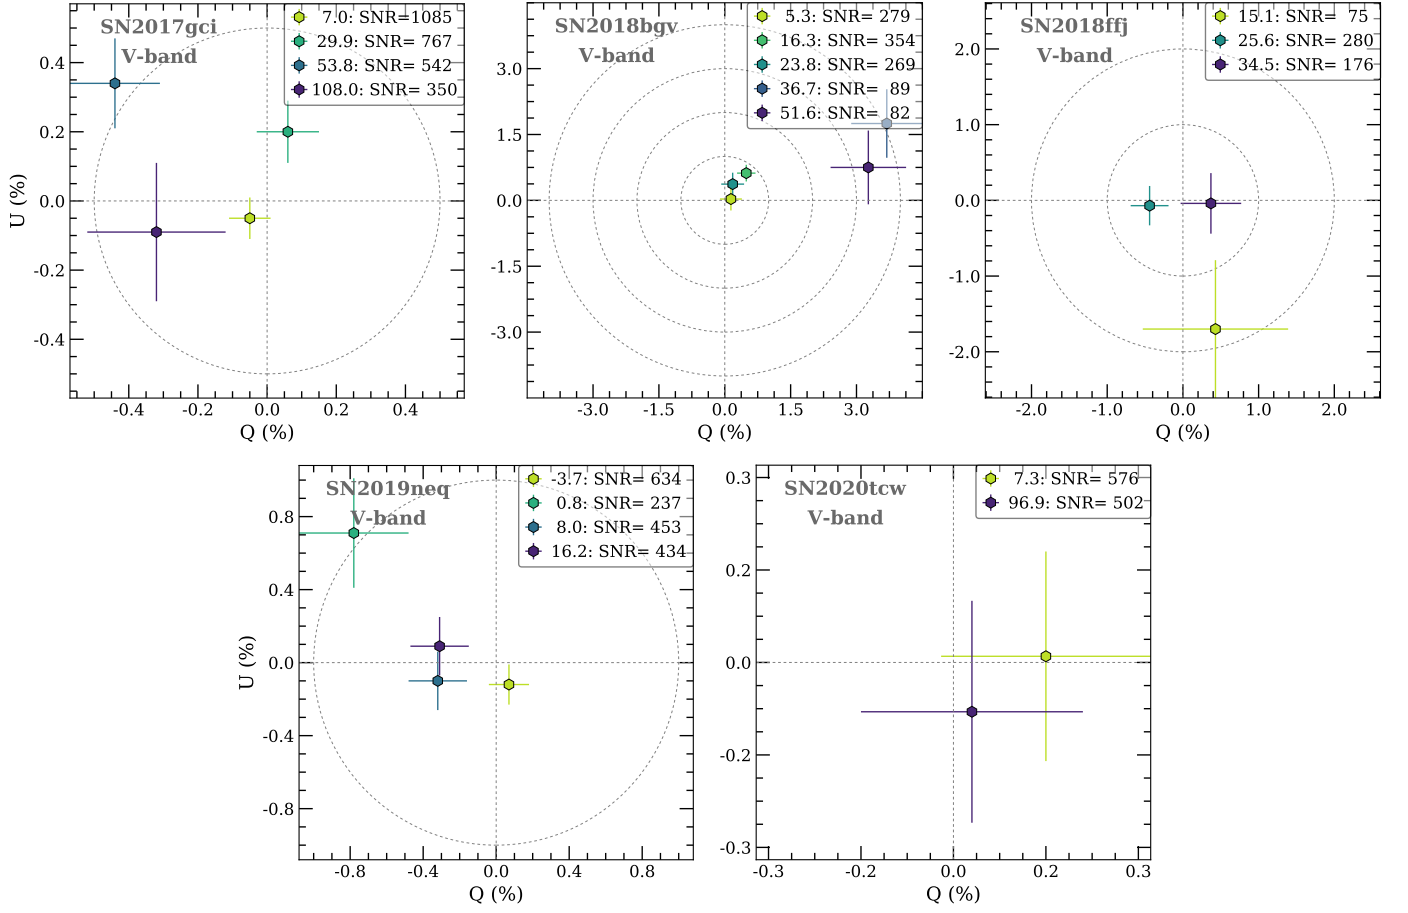 SN2017gci
V-band
7.0: SNR=1085
29.9: SNR= 767
53.8: SNR= 542
108.0: SNR= 350
0.4
0.2
0.0
-0.2
-0.4
U (%)
-0.4
-0.2
0.0
0.2
0.4
Q (%)
SN2018bgv
V-band
5.3: SNR= 279
16.3: SNR= 354
23.8: SNR= 269
36.7: SNR= 89
51.6: SNR= 82
3.0
1.5
0.0
-1.5
-3.0
-3.0
-1.5
0.0
1.5
3.0
Q (%)
SN2018ffj
V-band
15.1: SNR= 75
25.6: SNR= 280
34.5: SNR= 176
2.0
1.0
0.0
-1.0
-2.0
-2.0
-1.0
0.0
1.0
2.0
Q (%)
SN2019neq
V-band
-3.7: SNR= 634
0.8: SNR= 237
8.0: SNR= 453
16.2: SNR= 434
0.8
0.4
0.0
-0.4
-0.8
U (%)
-0.8
-0.4
0.0
0.4
0.8
Q (%)
SN2020tcw
V-band
7.3: SNR= 576
96.9: SNR= 502
0.3
0.2
0.0
-0.2
-0.3
-0.3
-0.2
0.0
0.2
0.3
Q (%)